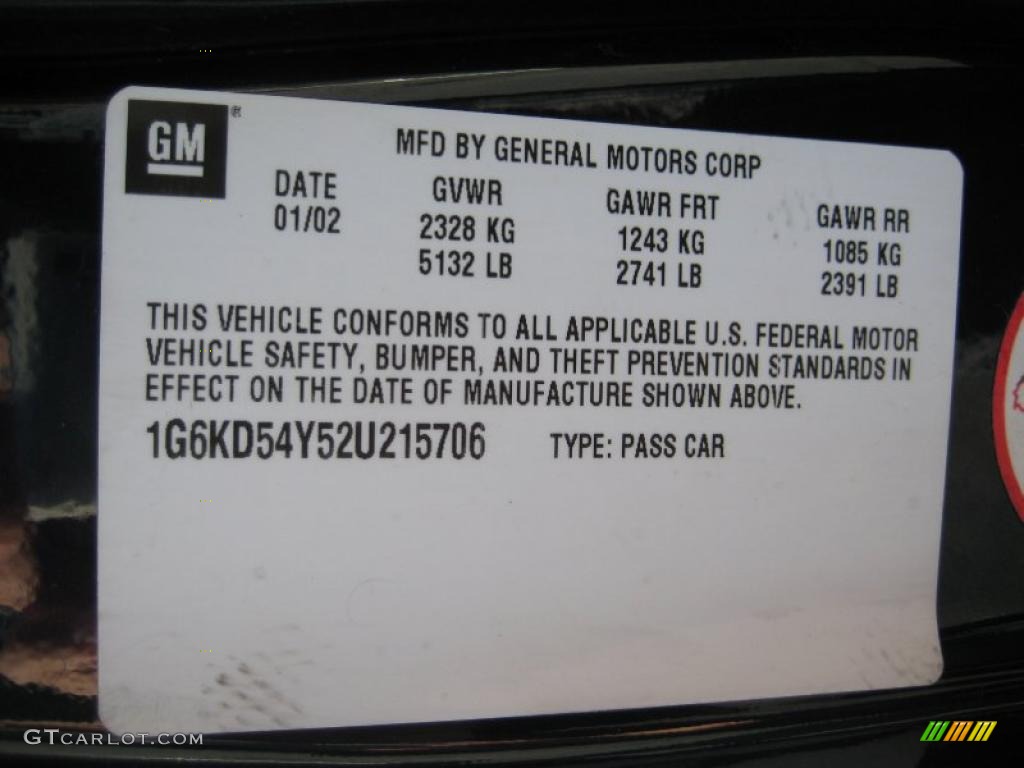 GM ®
MFD BY GENERAL MOTORS CORP
DATE GVWR GAWR FRT GAWR RR
01/02 2328 KG 1243 KG 1085 KG
5132 LB 2741 LB 2391 LB
THIS VEHICLE CONFORMS TO ALL APPLICABLE U.S. FEDERAL MOTOR
VEHICLE SAFETY, BUMPER, AND THEFT PREVENTION STANDARDS IN
EFFECT ON THE DATE OF MANUFACTURE SHOWN ABOVE.
1G6KD54Y52U215706 TYPE: PASS CAR
GTCARLOT.COM